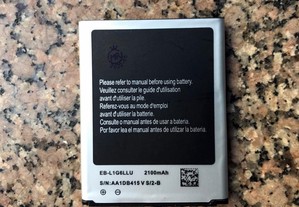 Please refer to manual before using battery.
Veuillez consulter le guide d'utilisation
avant d'utiliser la pile
Referez-vous au mode d'emploi
avant d'utiliser la batterie.
Consulte o manual antes de usar a bateria.
Por favor lea el manual antes de utilizar la batería.
EB-L1G6LLU 2100mAh
S/N:AA1DB415 V S/2-B